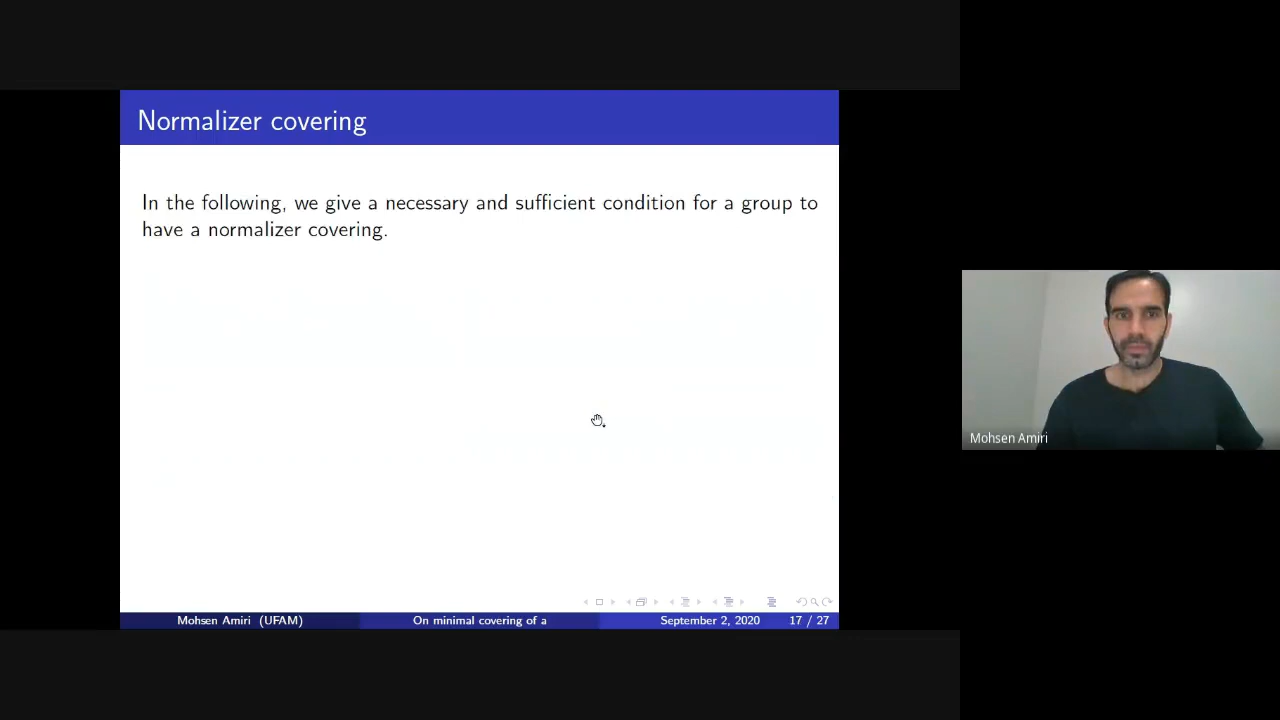 Normalizer covering
In the following, we give a necessary and sufficient condition for a group to
have a normalizer covering.
Mohsen Amiri
Mohsen Amiri (UFAM) On minimal covering of a September 2, 2020 17 / 27